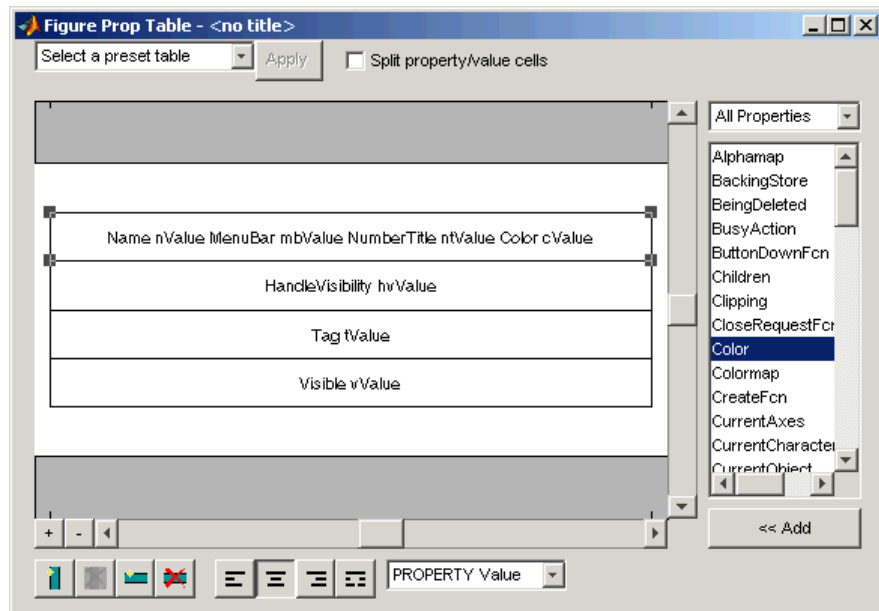 Figure Prop Table - <no title>
Select a preset table
Apply
Split property/value cells
All Properties
Name nValue MenuBar mbValue NumberTitle ntValue Color cValue
HandleVisibility hvValue
Tag tValue
Visible vValue
Alphamap
BackingStore
BeingDeleted
BusyAction
ButtonDownFcn
Children
Clipping
CloseRequestFcr
Color
Colormap
CreateFcn
CurrentAxes
CurrentCharacter
CurrentObject
+ -
<< Add
PROPERTY Value